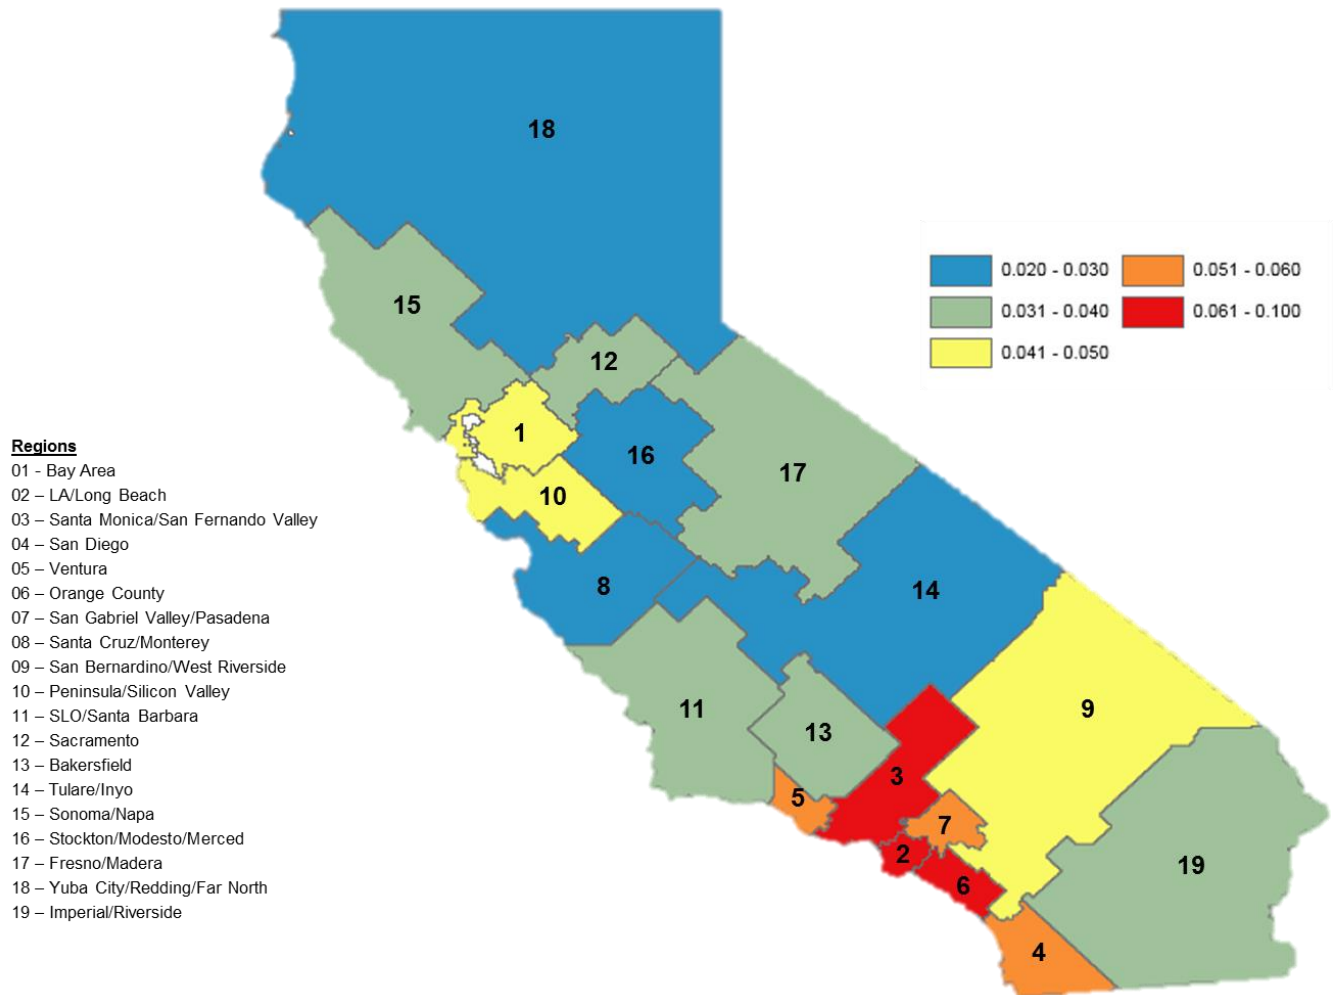 18
0.020 - 0.030
0.051 - 0.060
15
0.031 - 0.040
0.061 - 0.100
0.041 - 0.050
12
1
Regions
16
01 - Bay Area
17
02 – LA/Long Beach
10
03 – Santa Monica/San Fernando Valley
04 – San Diego
05 – Ventura
8
14
06 – Orange County
07 – San Gabriel Valley/Pasadena
08 – Santa Cruz/Monterey
09 – San Bernardino/West Riverside
10 – Peninsula/Silicon Valley
11
9
11 – SLO/Santa Barbara
13
12 – Sacramento
13 – Bakersfield
3
14 – Tulare/Inyo
5
15 – Sonoma/Napa
7
16 – Stockton/Modesto/Merced
2
17 – Fresno/Madera
19
18 – Yuba City/Redding/Far North
6
19 – Imperial/Riverside
4